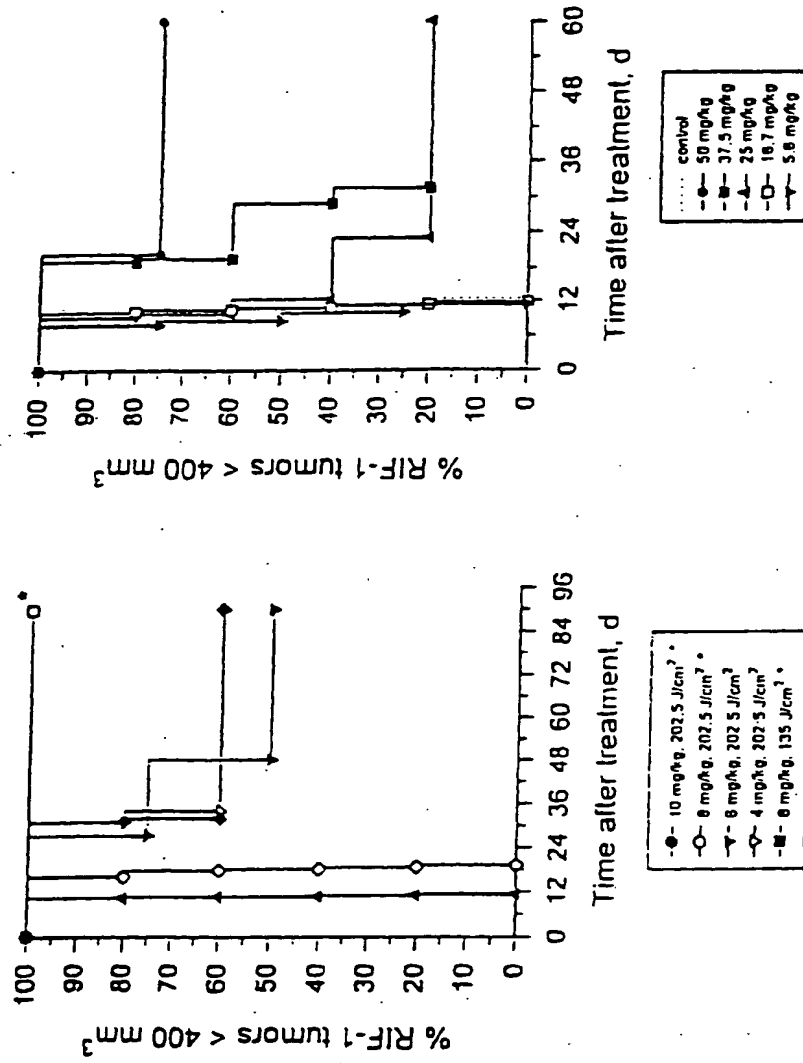 100
90
80
70
60
50
40
30
20
10
0
% RIF-1 tumors < 400 mm³
0
12
24
36
48
60
72
84
96
*
Time after treatment, d
10 mg/kg, 202.5 J/cm² *
8 mg/kg, 202.5 J/cm² *
6 mg/kg, 202 5 J/cm²
4 mg/kg, 202.5 J/cm²
8 mg/kg, 135 J/cm² *
100
90
80
70
60
50
40
30
20
10
0
% RIF-1 tumors < 400 mm³
0
12
24
36
48
60
Time after treatment, d
control
50 mg/kg
37.5 mg/kg
25 mg/kg
18.7 mg/kg
5.8 mg/kg